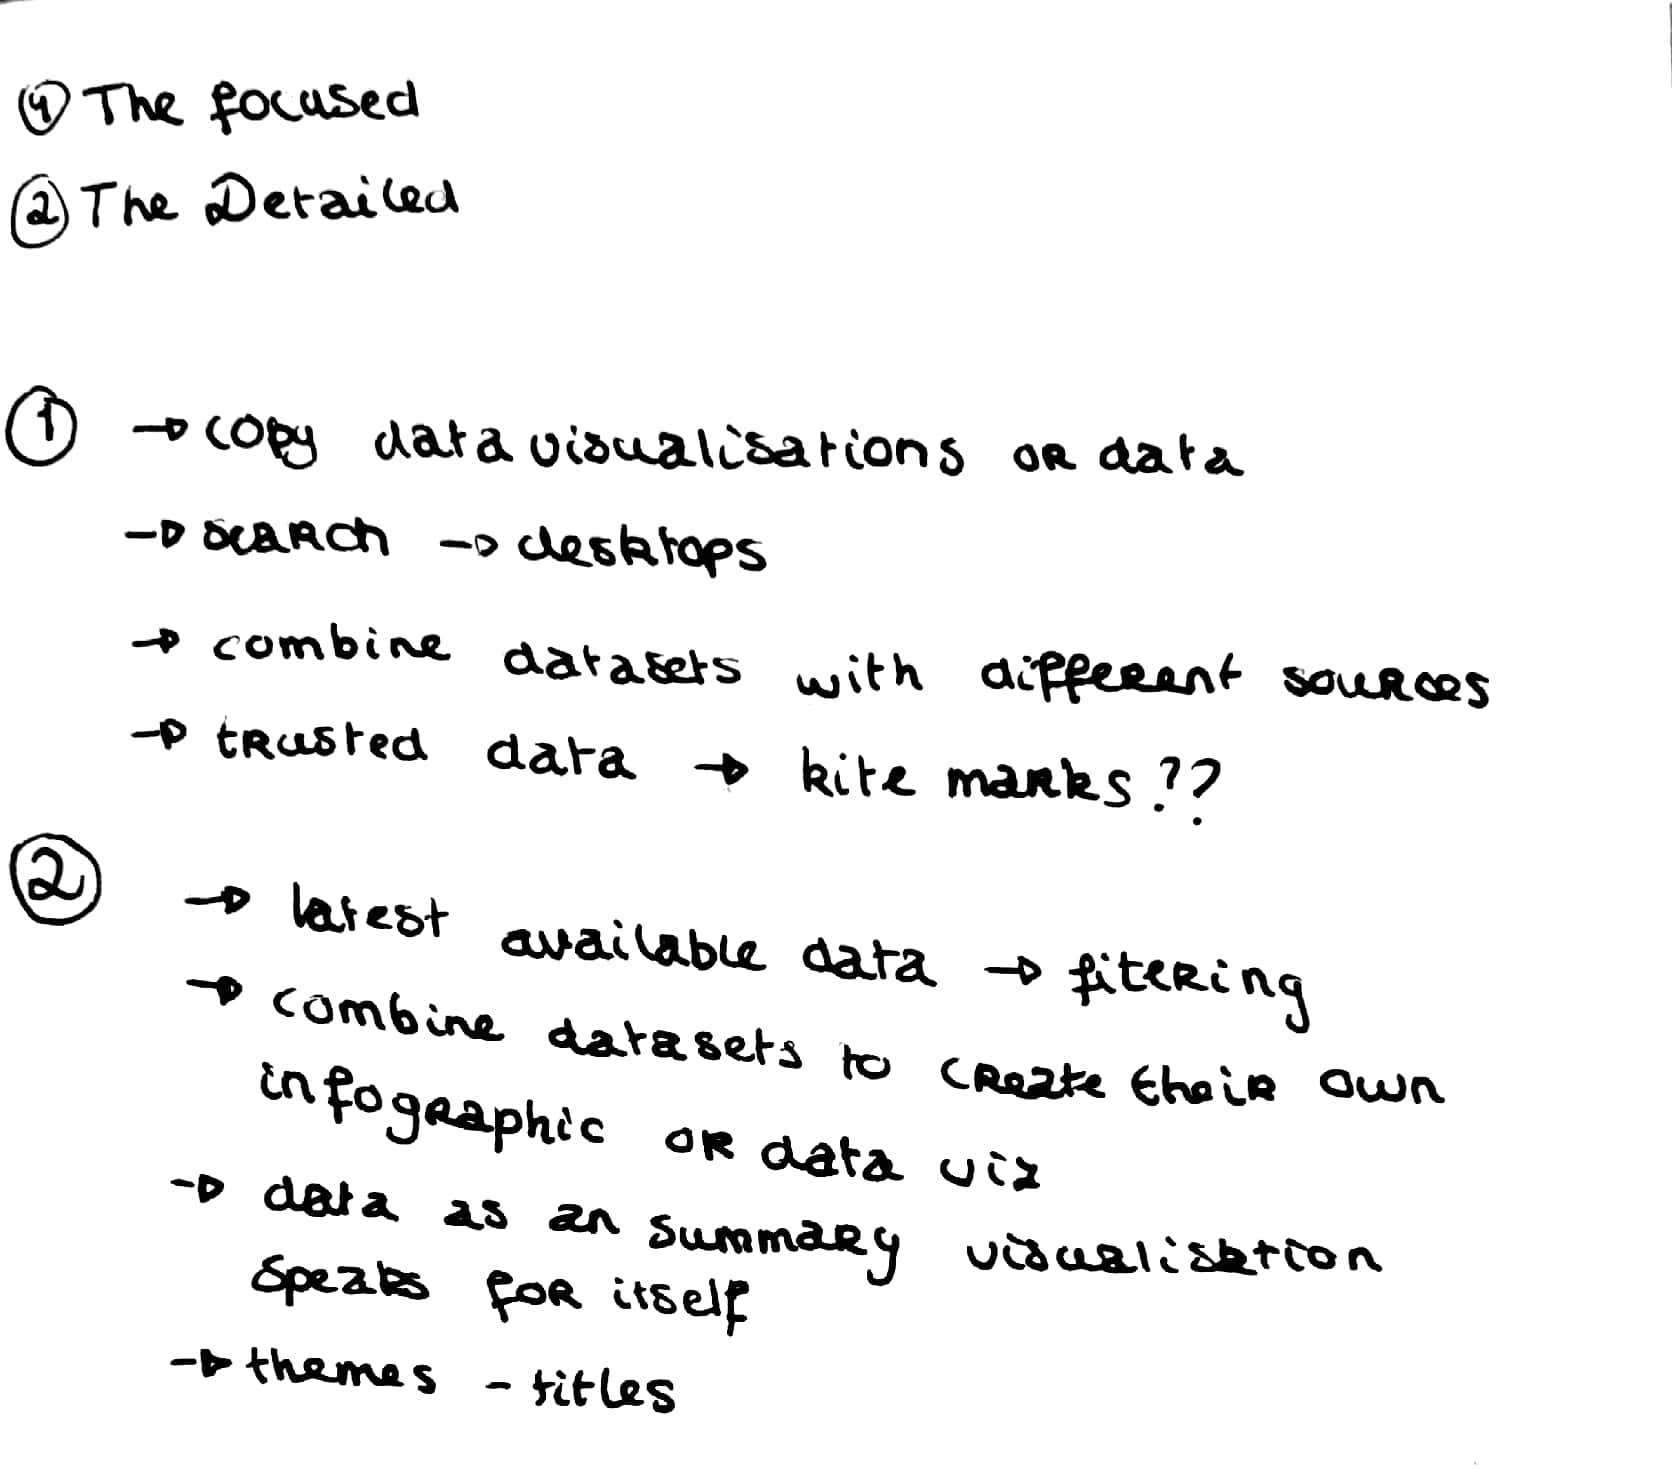 ④ The focused
② The Detailed
① → copy data visualisations or data
→ search → desktops
→ combine datasets with different sources
→ trusted data → kite marks??
② → latest available data → fitering
→ combine datasets to create their own
infographic or data viz
→ data as an summary visualisation
speaks for itself
→ themes - titles